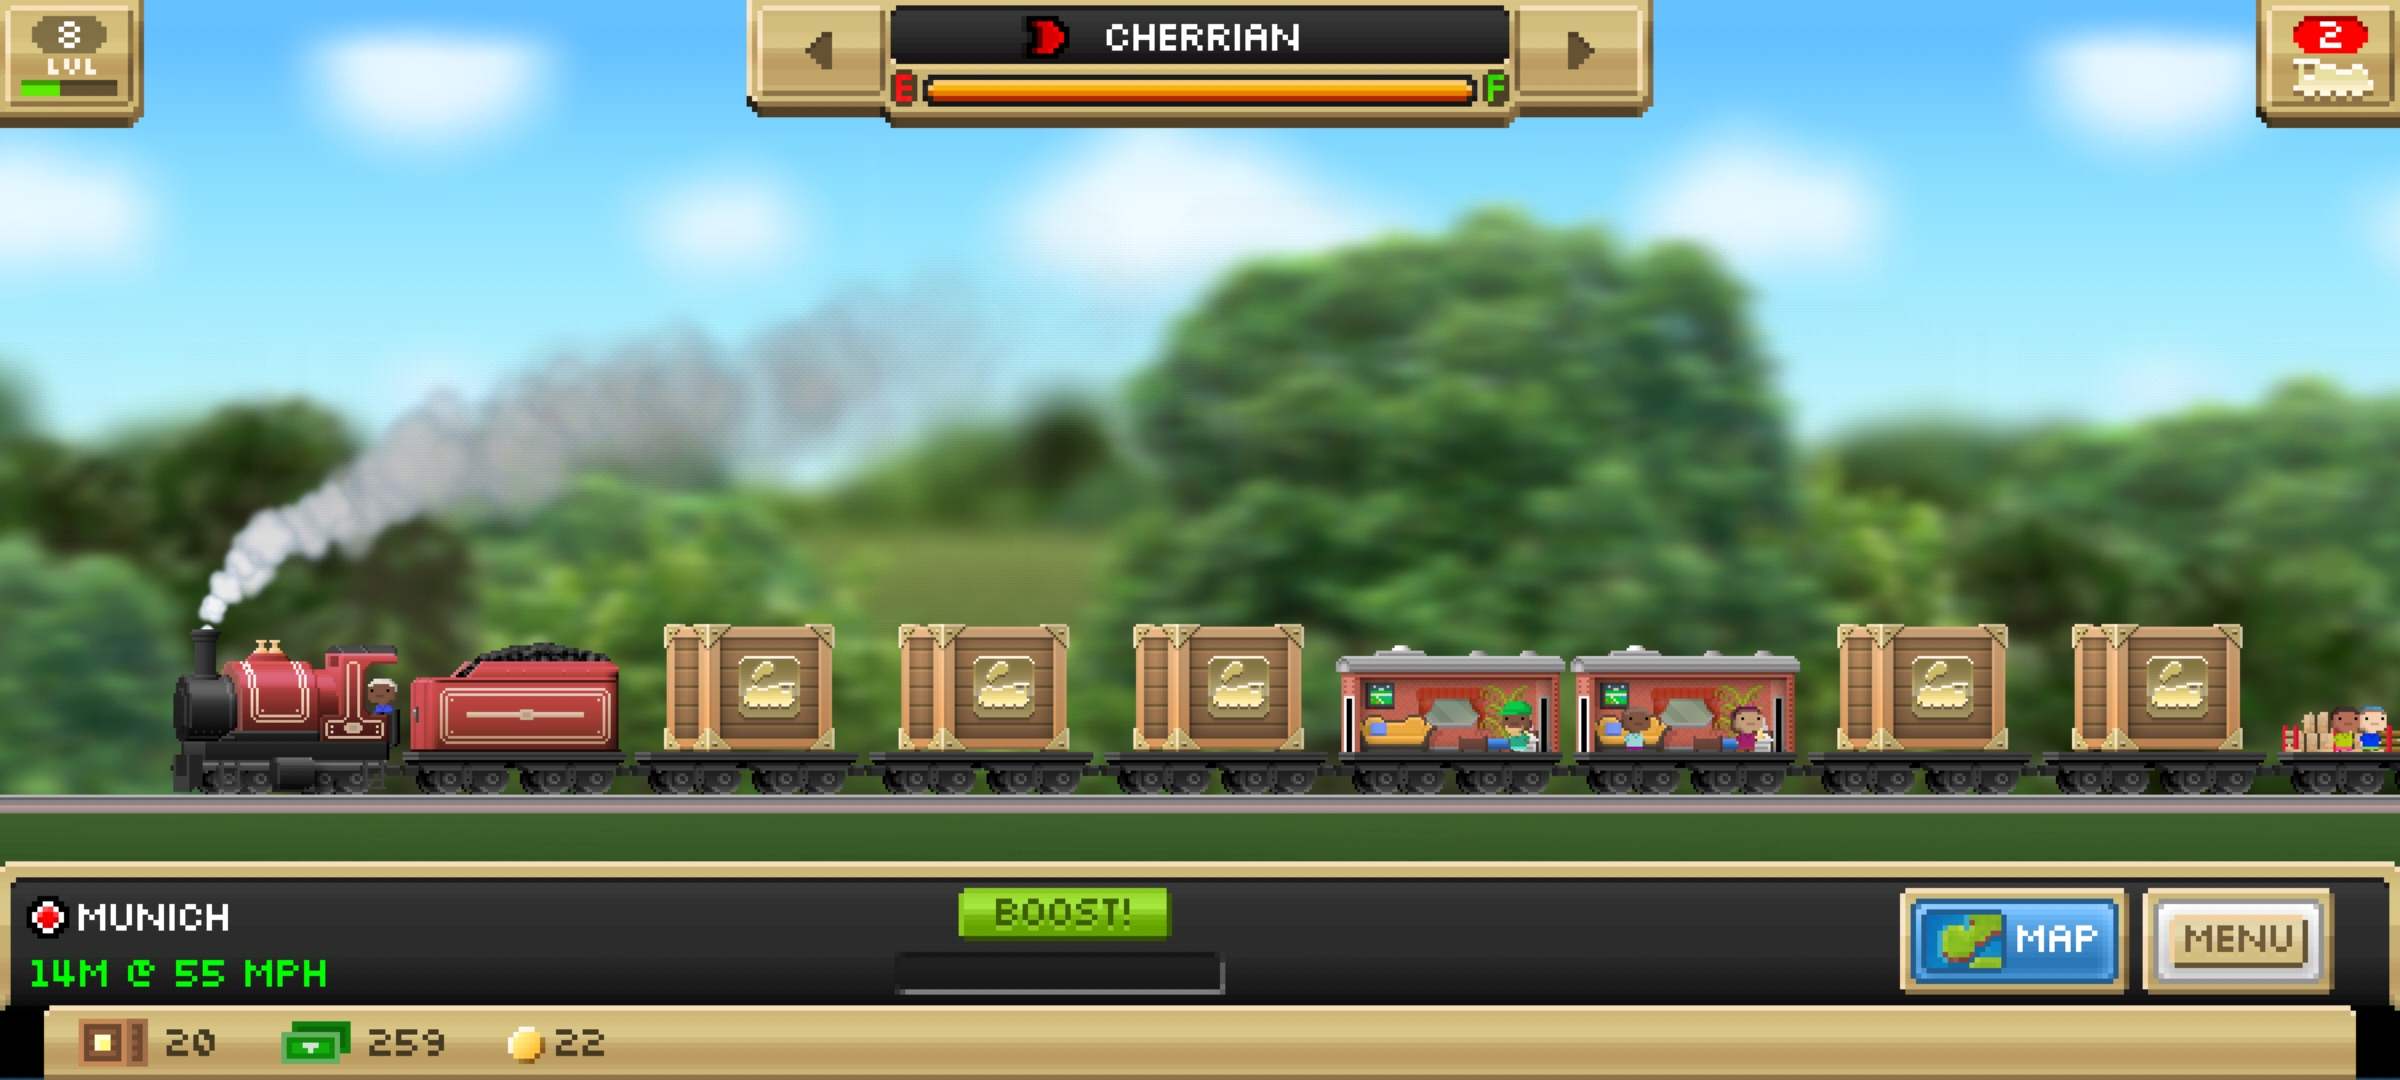 8
LVL
CHERRIAN
E F
2
MUNICH
14M @ 55 MPH
BOOST!
MAP
MENU
20
259
22